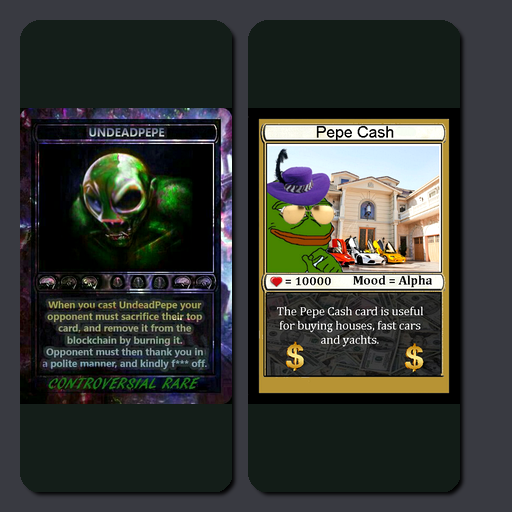 UNDEADPEPE
When you cast UndeadPepe your
opponent must sacrifice their top
card, and remove it from the
blockchain by burning it.
Opponent must then thank you in
a polite manner, and kindly f*** off.
CONTROVERSIAL RARE
Pepe Cash
= 10000 Mood = Alpha
The Pepe Cash card is useful
for buying houses, fast cars
and yachts.
$ $